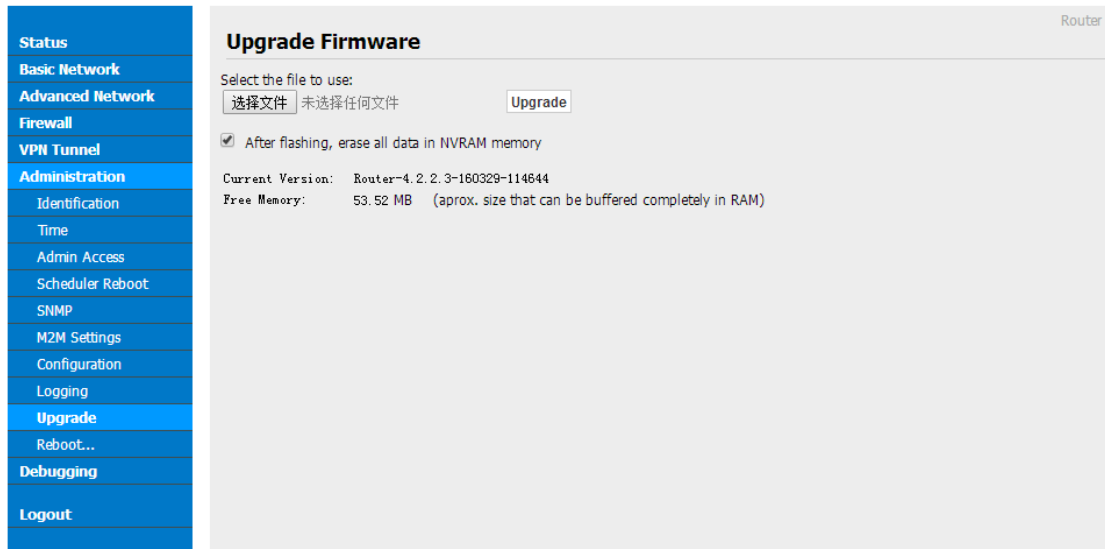 Router
Status
Basic Network
Advanced Network
Firewall
VPN Tunnel
Administration
Identification
Time
Admin Access
Scheduler Reboot
SNMP
M2M Settings
Configuration
Logging
Upgrade
Reboot...
Debugging
Logout
Upgrade Firmware
Select the file to use:
选择文件 未选择任何文件 Upgrade
After flashing, erase all data in NVRAM memory
Current Version: Router-4.2.2.3-160329-114644
Free Memory: 53.52 MB (aprox. size that can be buffered completely in RAM)